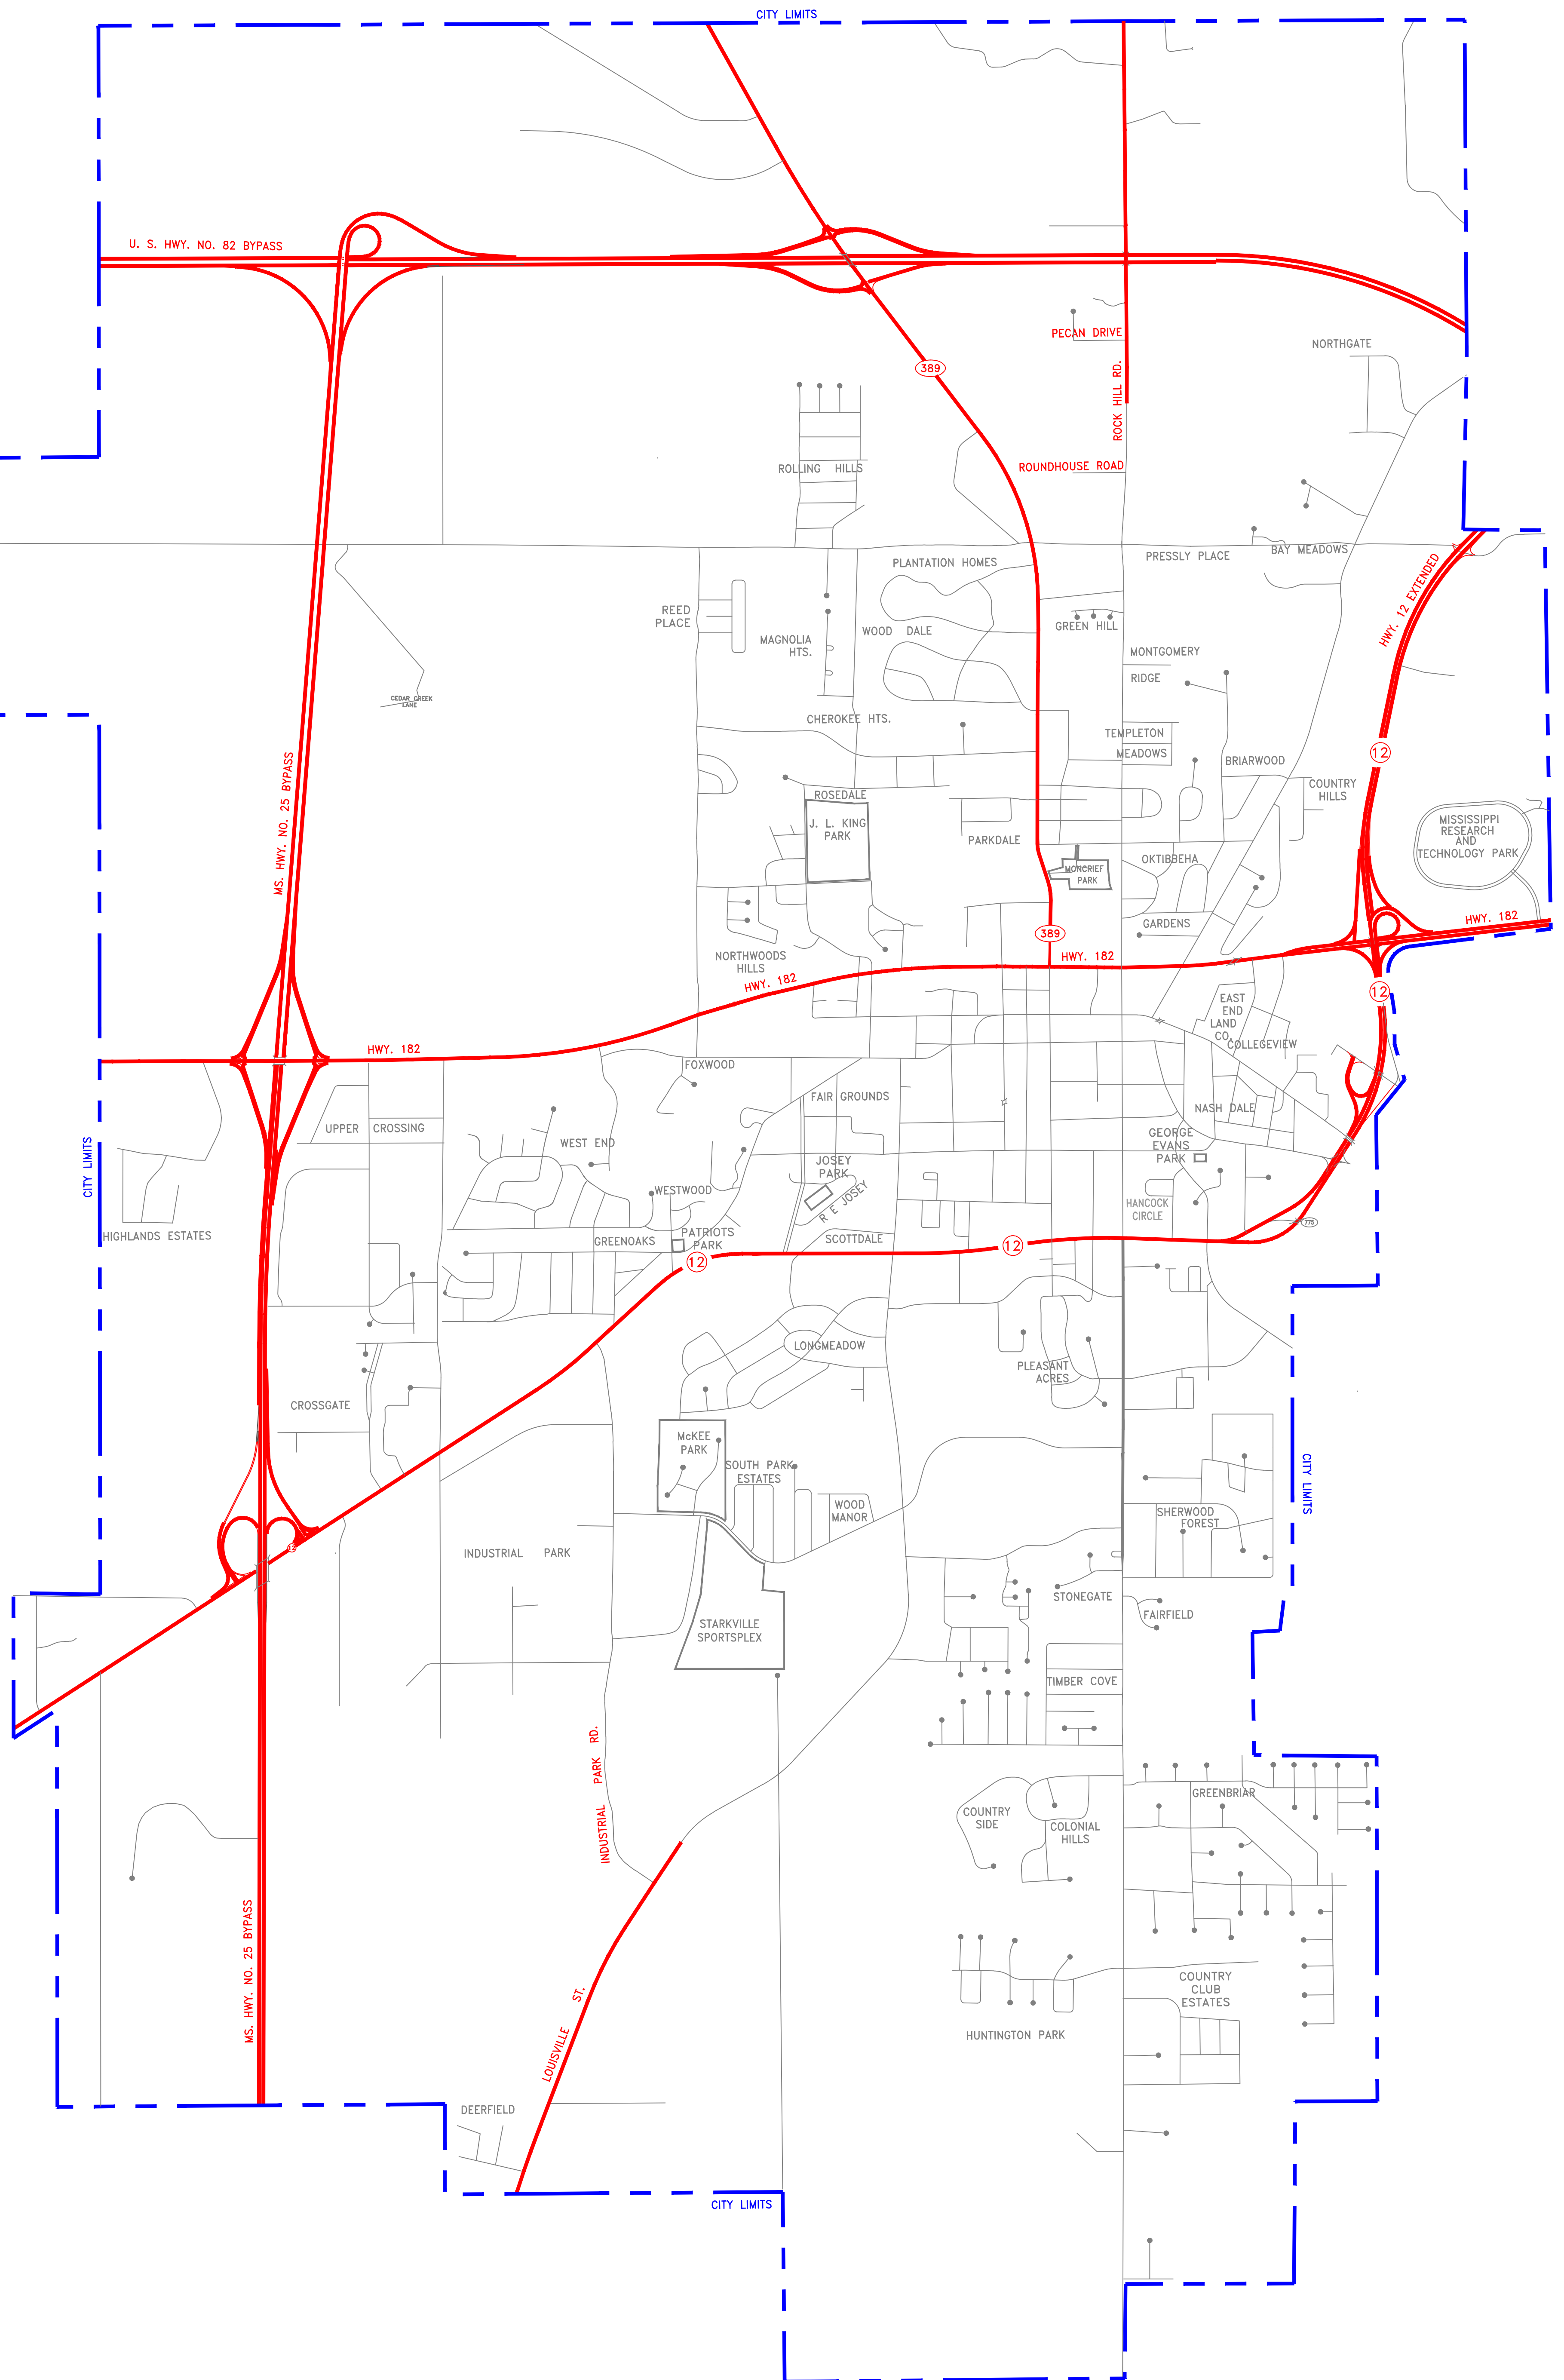 CITY LIMITS
U. S. HWY. NO. 82 BYPASS
PECAN DRIVE
NORTHGATE
389
ROCK HILL RD.
ROLLING HILLS
ROUNDHOUSE ROAD
PRESSLY PLACE
BAY MEADOWS
PLANTATION HOMES
HWY. 12 EXTENDED
REED
PLACE
MAGNOLIA
HTS.
WOOD DALE
GREEN HILL
MONTGOMERY
RIDGE
CEDAR CREEK
LANE
CHEROKEE HTS.
TEMPLETON
MEADOWS
12
BRIARWOOD
COUNTRY
HILLS
MS. HWY. NO. 25 BYPASS
ROSEDALE
J. L. KING
PARK
PARKDALE
MISSISSIPPI
RESEARCH
AND
TECHNOLOGY PARK
OKTIBBEHA
MONCRIEF
PARK
GARDENS
HWY. 182
389
NORTHWOODS
HILLS
HWY. 182
HWY. 182
12
EAST
END
LAND
CO.
COLLEGEVIEW
HWY. 182
FOXWOOD
FAIR GROUNDS
NASH DALE
UPPER CROSSING
WEST END
GEORGE
EVANS
PARK
CITY LIMITS
JOSEY
PARK
R E JOSEY
WESTWOOD
HANCOCK
CIRCLE
775
HIGHLANDS ESTATES
GREENOAKS
PATRIOTS
PARK
SCOTTDALE
12
12
LONGMEADOW
PLEASANT
ACRES
CROSSGATE
McKEE
PARK
SOUTH PARK
ESTATES
CITY LIMITS
WOOD
MANOR
SHERWOOD
FOREST
12
INDUSTRIAL PARK
STONEGATE
FAIRFIELD
STARKVILLE
SPORTSPLEX
TIMBER COVE
INDUSTRIAL PARK RD.
GREENBRIAR
COUNTRY
SIDE
COLONIAL
HILLS
MS. HWY. NO. 25 BYPASS
COUNTRY
CLUB
ESTATES
LOUISVILLE ST.
HUNTINGTON PARK
DEERFIELD
CITY LIMITS